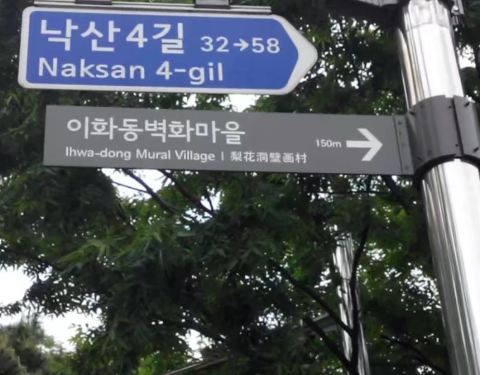 낙산4길 32→58
Naksan 4-gil
이화동벽화마을 150m →
Ihwa-dong Mural Village | 梨花洞壁画村